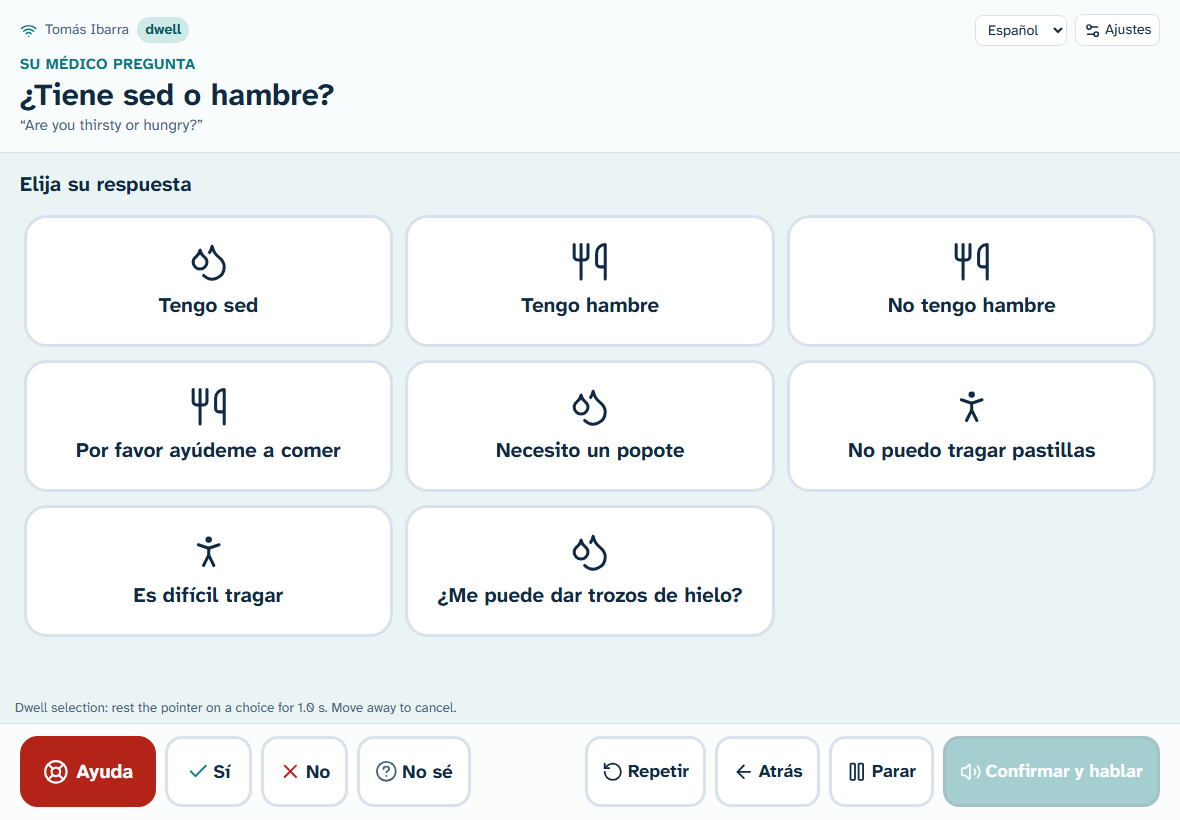 Tomás Ibarra dwell Español Ajustes
SU MÉDICO PREGUNTA
¿Tiene sed o hambre?
“Are you thirsty or hungry?”
Elija su respuesta
Tengo sed
Tengo hambre
No tengo hambre
Por favor ayúdeme a comer
Necesito un popote
No puedo tragar pastillas
Es difícil tragar
¿Me puede dar trozos de hielo?
Dwell selection: rest the pointer on a choice for 1.0 s. Move away to cancel.
Ayuda Sí No No sé Repetir Atrás Parar Confirmar y hablar